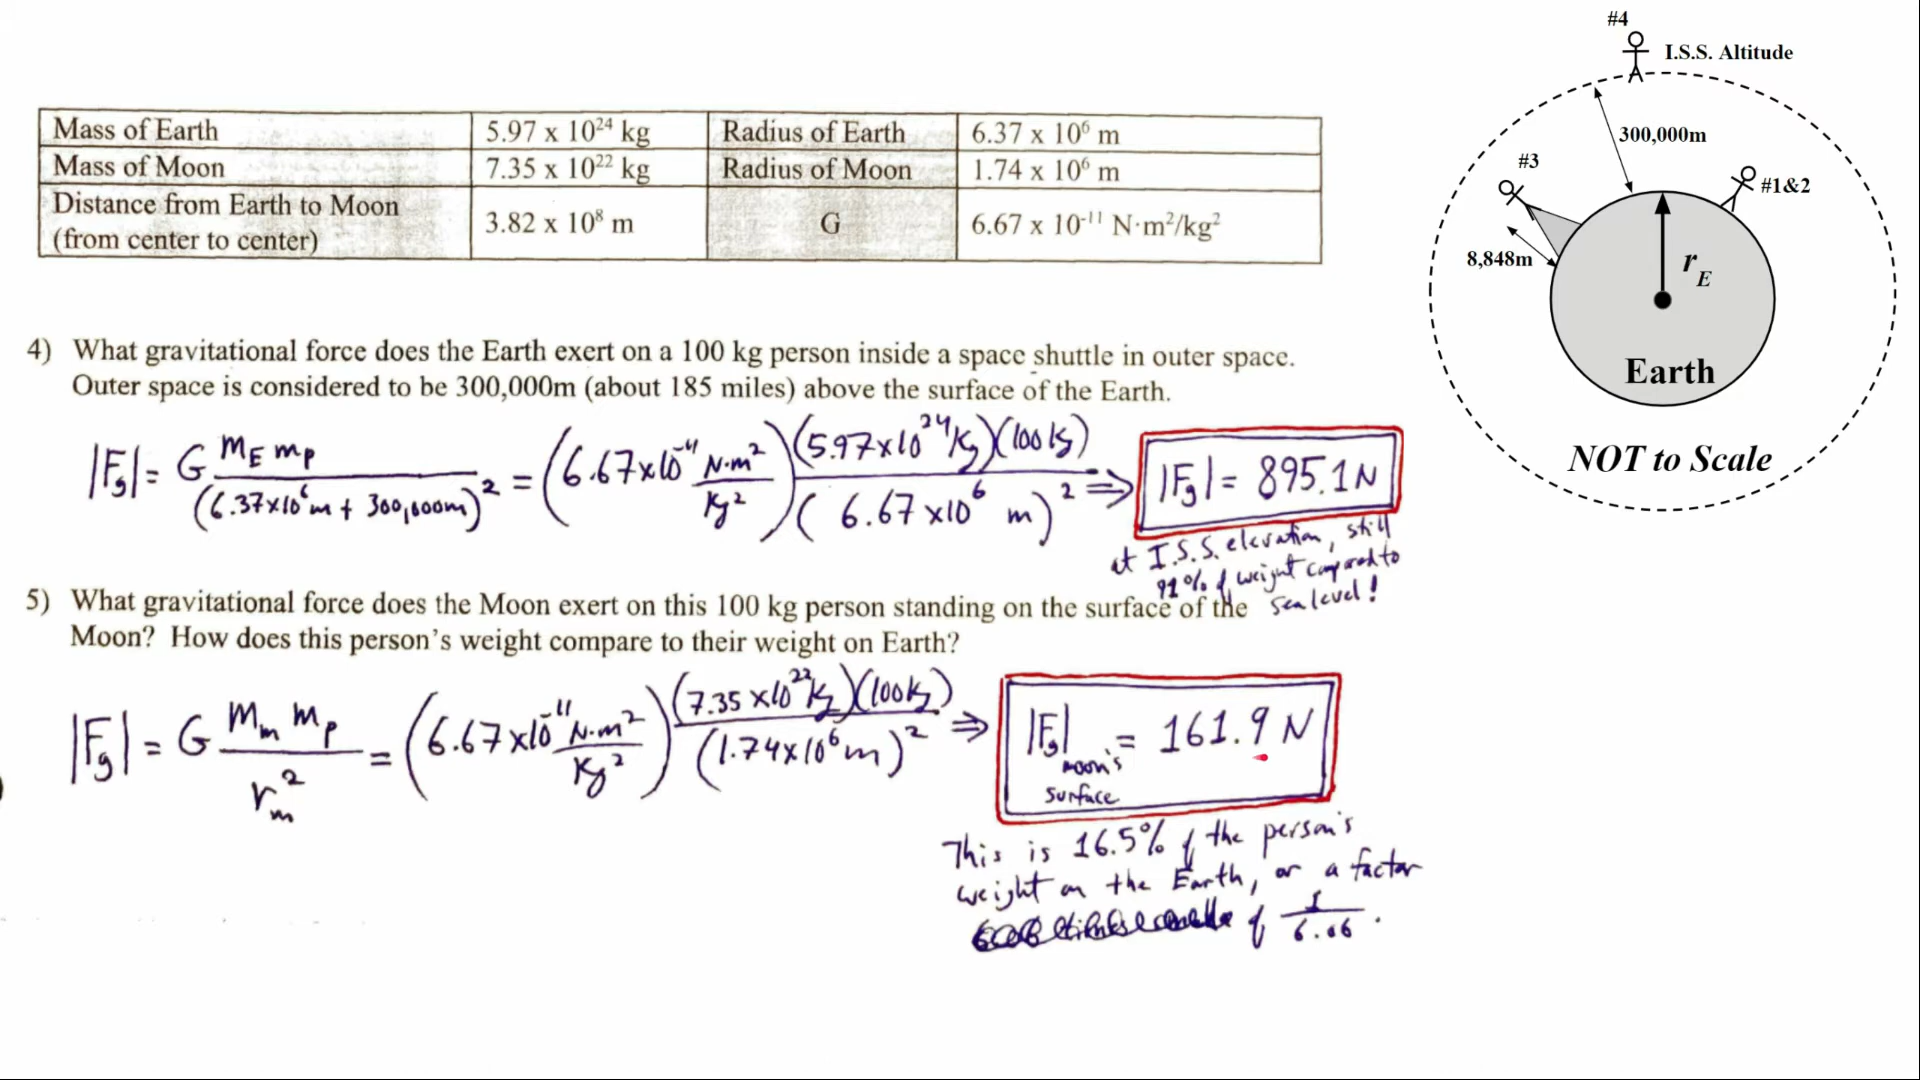 #4
I.S.S. Altitude
300,000m
#3
#1&2
8,848m
r_E
Earth
NOT to Scale
Mass of Earth | 5.97 x 10²⁴ kg | Radius of Earth | 6.37 x 10⁶ m
Mass of Moon | 7.35 x 10²² kg | Radius of Moon | 1.74 x 10⁶ m
Distance from Earth to Moon (from center to center) | 3.82 x 10⁸ m | G | 6.67 x 10⁻¹¹ N·m²/kg²
4) What gravitational force does the Earth exert on a 100 kg person inside a space shuttle in outer space.
Outer space is considered to be 300,000m (about 185 miles) above the surface of the Earth.
|Fg| = G mE mp / (6.37x10⁶m + 300,000m)² = (6.67x10⁻¹¹ N·m²/kg²) (5.97x10²⁴kg)(100kg) / (6.67x10⁶ m)² ⇒ |Fg| = 895.1N
at I.S.S. elevation, still
91% of weight compared to
sea level!
5) What gravitational force does the Moon exert on this 100 kg person standing on the surface of the
Moon? How does this person's weight compare to their weight on Earth?
|Fg| = G Mm mp / rm² = (6.67x10⁻¹¹ N·m²/kg²) (7.35x10²²kg)(100kg) / (1.74x10⁶m)² ⇒ |Fg| moon's surface = 161.9 N
This is 16.5% of the person's
weight on the Earth, or a factor
of 1/6.06.